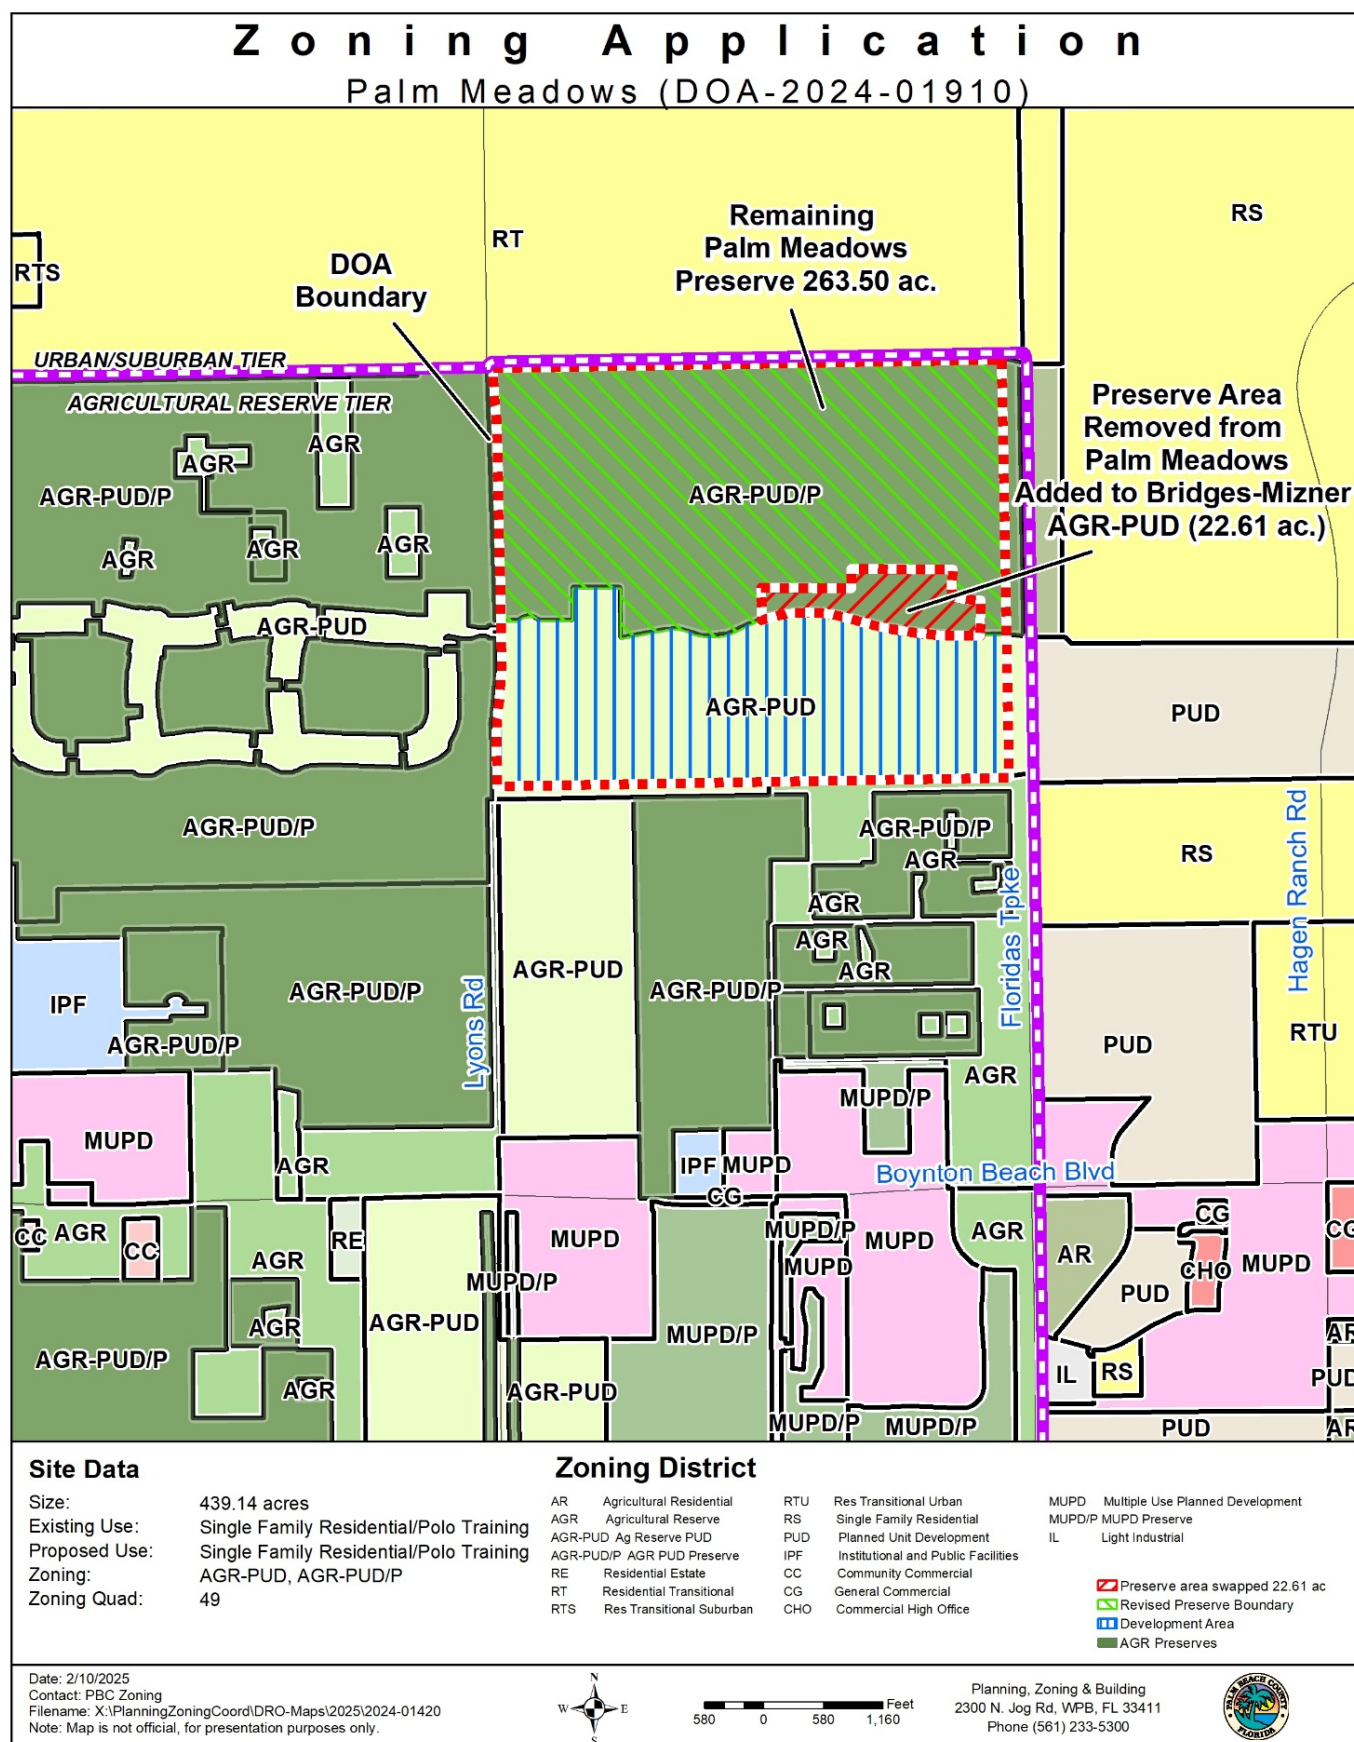 Zoning Application
Palm Meadows (DOA-2024-01910)
RS
RT
Remaining
Palm Meadows
Preserve 263.50 ac.
RTS
DOA
Boundary
URBAN/SUBURBAN TIER
AGRICULTURAL RESERVE TIER
Preserve Area
Removed from
Palm Meadows
Added to Bridges-Mizner
AGR-PUD (22.61 ac.)
AGR
AGR
AGR-PUD/P
AGR-PUD/P
AGR
AGR
AGR
AGR-PUD
AGR-PUD
PUD
AGR-PUD/P
AGR-PUD/P
AGR
RS
Hagen Ranch Rd
Floridas Tpke
AGR
AGR
AGR
AGR-PUD
AGR-PUD/P
AGR-PUD/P
IPF
Lyons Rd
AGR-PUD/P
RTU
PUD
AGR
MUPD/P
MUPD
AGR
IPF
MUPD
Boynton Beach Blvd
CG
CG
CG
CC
AGR
CC
AGR
RE
MUPD
MUPD/P
MUPD
MUPD
AGR
AR
CHO
MUPD
MUPD/P
PUD
AGR
AGR-PUD
MUPD/P
AR
AGR-PUD/P
AGR
AGR-PUD
IL
RS
PUD
MUPD/P
MUPD/P
PUD
AR
Site Data
Size: 439.14 acres
Existing Use: Single Family Residential/Polo Training
Proposed Use: Single Family Residential/Polo Training
Zoning: AGR-PUD, AGR-PUD/P
Zoning Quad: 49
Zoning District
AR Agricultural Residential
AGR Agricultural Reserve
AGR-PUD Ag Reserve PUD
AGR-PUD/P AGR PUD Preserve
RE Residential Estate
RT Residential Transitional
RTS Res Transitional Suburban
RTU Res Transitional Urban
RS Single Family Residential
PUD Planned Unit Development
IPF Institutional and Public Facilities
CC Community Commercial
CG General Commercial
CHO Commercial High Office
MUPD Multiple Use Planned Development
MUPD/P MUPD Preserve
IL Light Industrial
Preserve area swapped 22.61 ac
Revised Preserve Boundary
Development Area
AGR Preserves
Date: 2/10/2025
Contact: PBC Zoning
Filename: X:\PlanningZoningCoord\DRO-Maps\2025\2024-01420
Note: Map is not official, for presentation purposes only.
N
W E
S
Feet
580 0 580 1,160
Planning, Zoning & Building
2300 N. Jog Rd, WPB, FL 33411
Phone (561) 233-5300
PALM BEACH COUNTY
FLORIDA